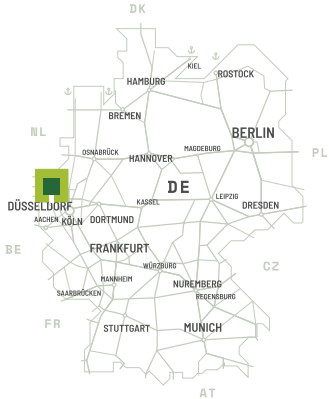 DK
KIEL
ROSTOCK
HAMBURG
BREMEN
NL
BERLIN
OSNABRÜCK
MAGDEBURG
PL
HANNOVER
DE
KASSEL
LEIPZIG
DÜSSELDORF
DRESDEN
AACHEN
KÖLN
DORTMUND
BE
FRANKFURT
WÜRZBURG
CZ
MANNHEIM
NUREMBERG
SAARBRÜCKEN
REGENSBURG
FR
STUTTGART
MUNICH
AT